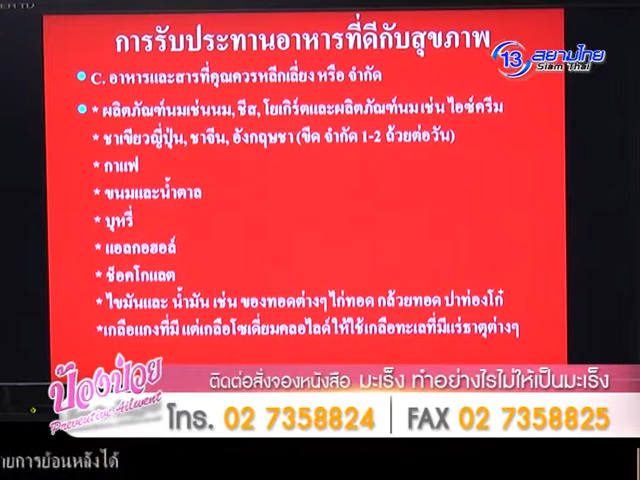 การรับประทานอาหารที่ดีกับสุขภาพ
13 สยามไทย
Siam Thai
C. อาหารและสารที่คุณควรหลีกเลี่ยง หรือ จำกัด
* ผลิตภัณฑ์นมเช่นนม, ชีส, โยเกิร์ตและผลิตภัณฑ์นม เช่น ไอซ์ครีม
* ชาเขียวญี่ปุ่น, ชาจีน, อังกฤษชา (ขีด จำกัด 1-2 ถ้วยต่อวัน)
* กาแฟ
* ขนมและน้ำตาล
* บุหรี่
* แอลกอฮอล์
* ช็อคโกแลต
* ไขมันและ น้ำมัน เช่น ของทอดต่างๆ ไก่ทอด กล้วยทอด ปาท่องโก๋
*เกลือแกงที่มี แต่เกลือโซเดี่ยมคลอไลด์ ให้ใช้เกลือทะเลที่มีแร่ธาตุต่างๆ
ป้องป่วย
Preventive Ailment
ติดต่อสั่งจองหนังสือ มะเร็ง ทำอย่างไรไม่ให้เป็นมะเร็ง
โทร. 02 7358824 | FAX 02 7358825
ายการย้อนหลังได้